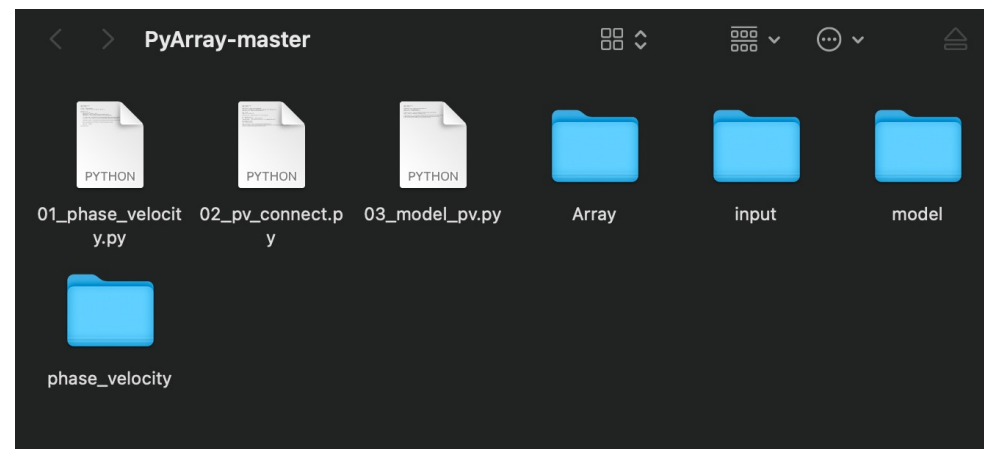 PyArray-master
PYTHON
PYTHON
PYTHON
01_phase_velocit
y.py
02_pv_connect.p
y
03_model_pv.py
Array
input
model
phase_velocity